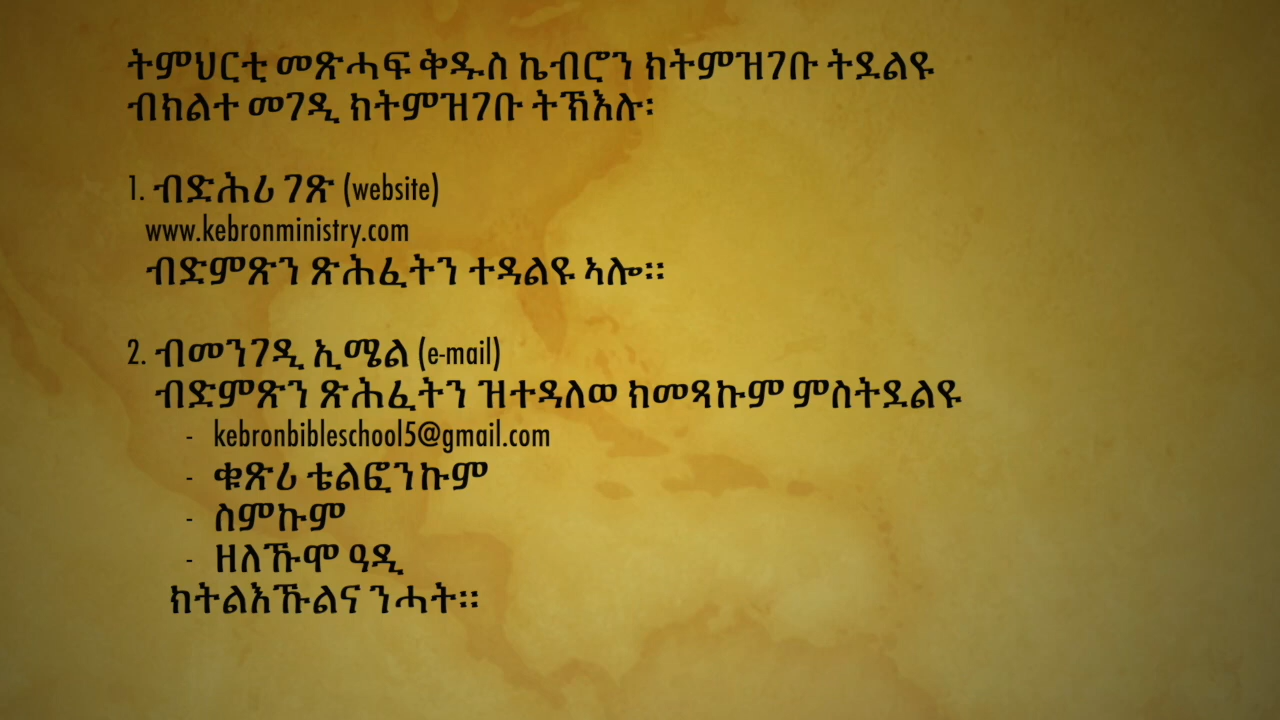 ትምህርቲ መጽሓፍ ቅዱስ ኬብሮን ክትምዝገቡ ትደልዩ
ብክልተ መገዲ ክትምዝገቡ ትኽእሉ፡
1. ብድሕሪ ገጽ (website)
www.kebronministry.com
ብድምጽን ጽሕፈትን ተዳልዩ ኣሎ፡፡
2. ብመንገዲ ኢሜል (e-mail)
ብድምጽን ጽሕፈትን ዝተዳለወ ክመጻኩም ምስትደልዩ
- kebronbibleschool5@gmail.com
- ቁጽሪ ቴልፎንኩም
- ስምኩም
- ዘለኹሞ ዓዲ
ክትልእኹልና ንሓት፡፡